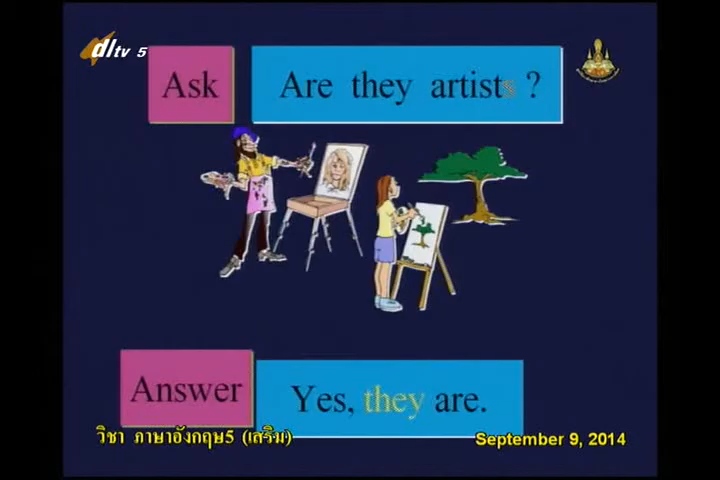 dltv 5
Ask
Are they artists ?
Answer
Yes, they are.
วิชา ภาษาอังกฤษ5 (เสริม)
September 9, 2014